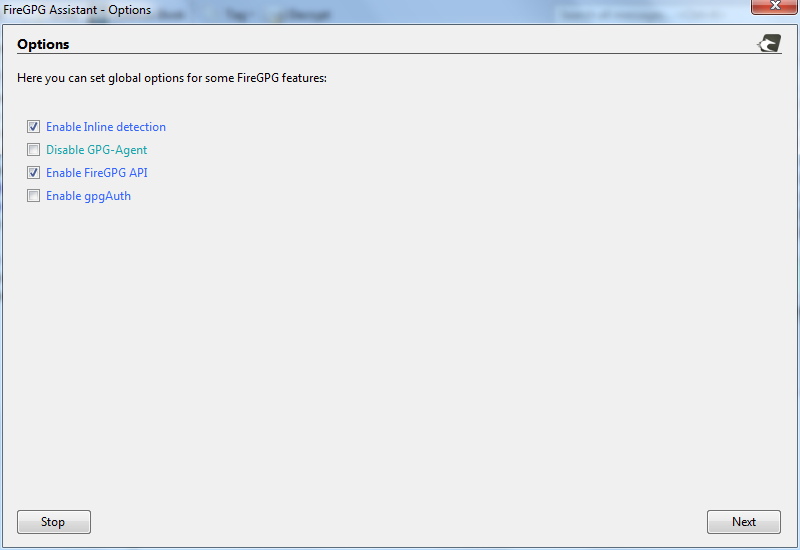 FireGPG Assistant - Options
Decrypt
Options
Here you can set global options for some FireGPG features:
Enable Inline detection
Disable GPG-Agent
Enable FireGPG API
Enable gpgAuth
Stop
Next